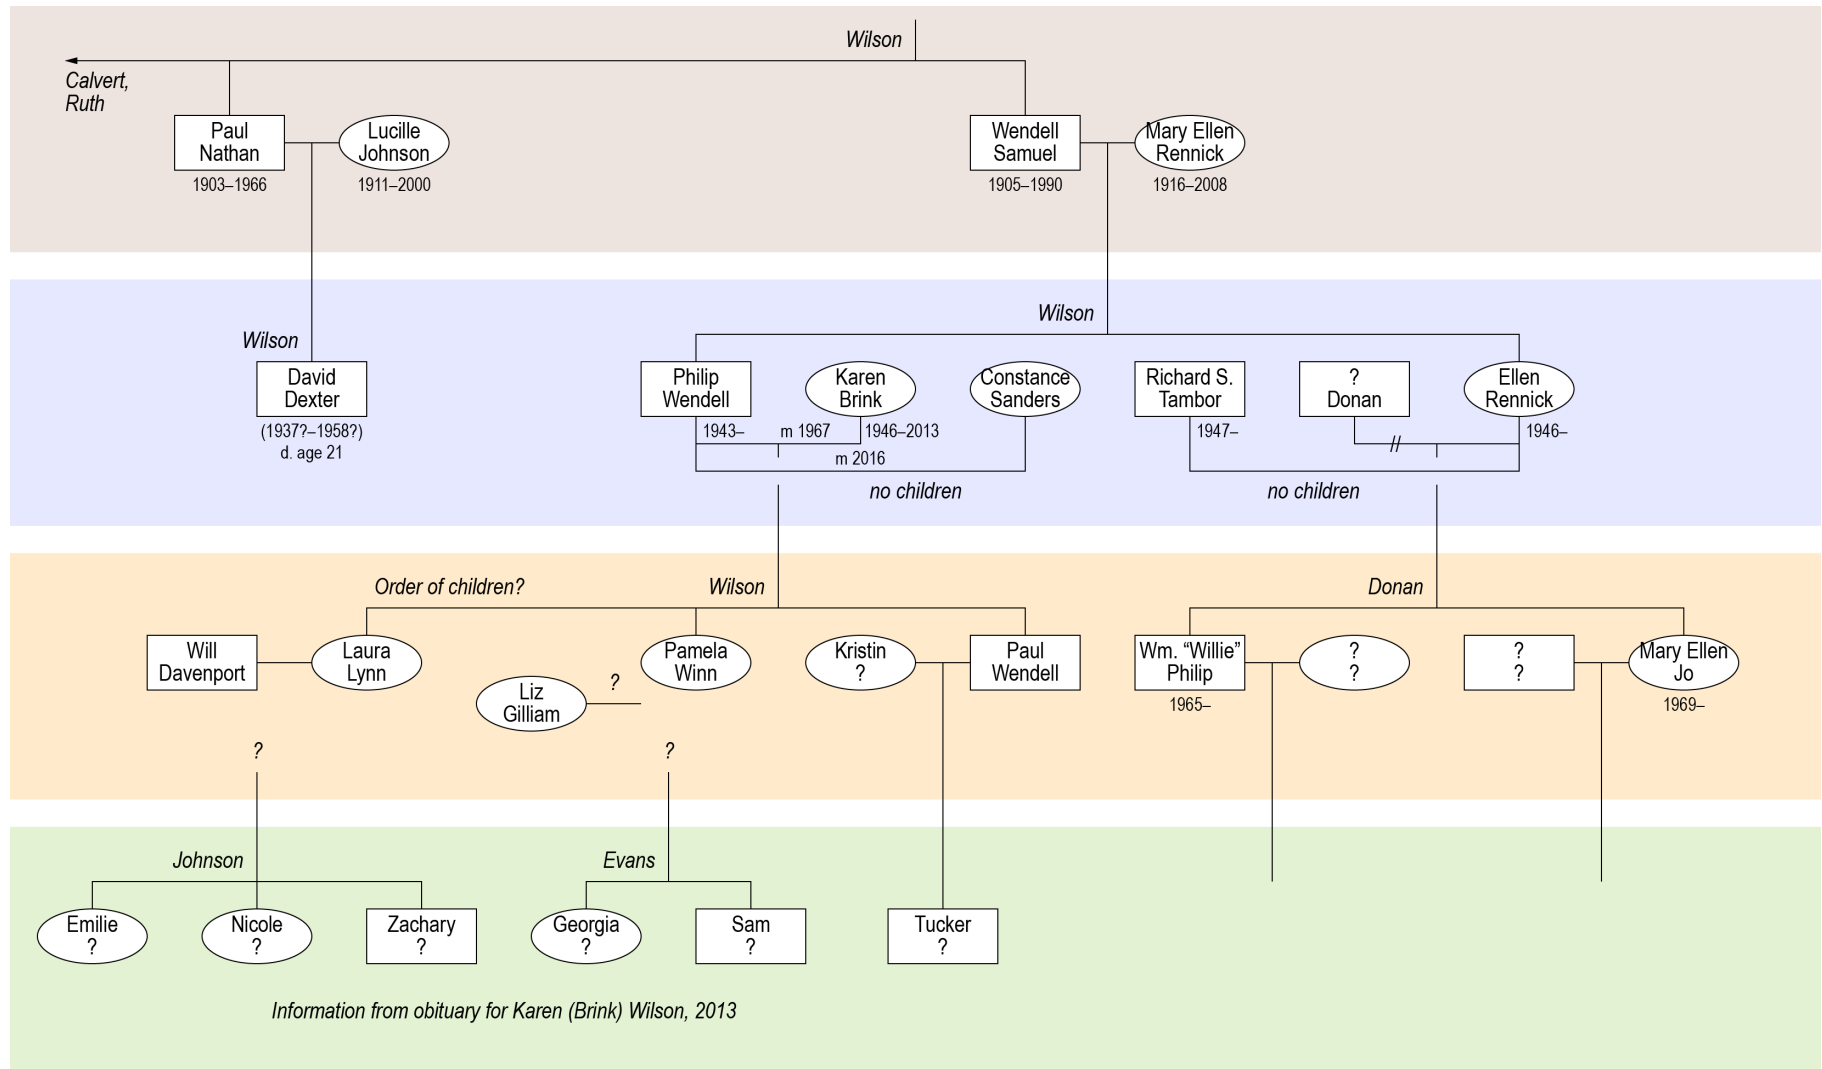 Wilson
Calvert,
Ruth
Paul
Nathan
1903–1966
Lucille
Johnson
1911–2000
Wendell
Samuel
1905–1990
Mary Ellen
Rennick
1916–2008
Wilson
David
Dexter
(1937?–1958?)
d. age 21
Wilson
Philip
Wendell
1943–
m 1967
Karen
Brink
1946–2013
Constance
Sanders
m 2016
no children
Richard S.
Tambor
1947–
?
Donan
//
Ellen
Rennick
1946–
no children
Order of children?
Wilson
Donan
Will
Davenport
Laura
Lynn
Liz
Gilliam
?
Pamela
Winn
Kristin
?
Paul
Wendell
Wm. “Willie”
Philip
1965–
?
?
?
?
Mary Ellen
Jo
1969–
?
?
Johnson
Evans
Emilie
?
Nicole
?
Zachary
?
Georgia
?
Sam
?
Tucker
?
Information from obituary for Karen (Brink) Wilson, 2013